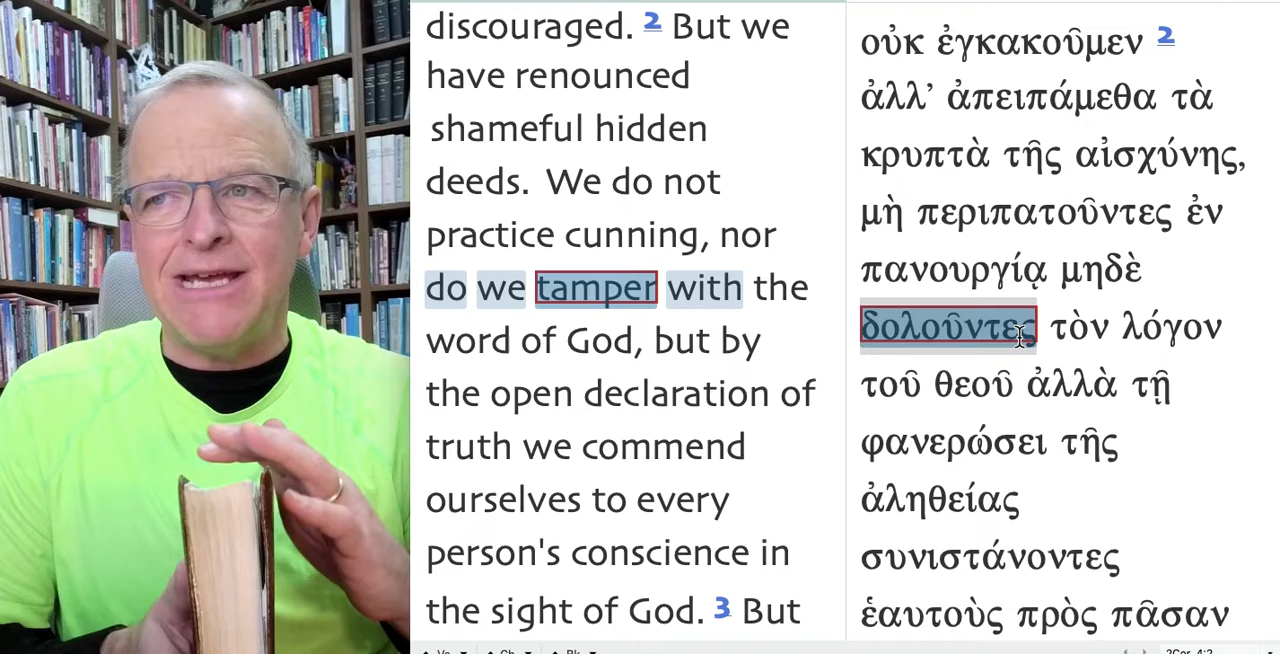 discouraged. 2 But we
have renounced
shameful hidden
deeds. We do not
practice cunning, nor
do we tamper with the
word of God, but by
the open declaration of
truth we commend
ourselves to every
person's conscience in
the sight of God. 3 But
οὐκ ἐγκακοῦμεν 2
ἀλλ’ ἀπειπάμεθα τὰ
κρυπτὰ τῆς αἰσχύνης,
μὴ περιπατοῦντες ἐν
πανουργίᾳ μηδὲ
δολοῦντες τὸν λόγον
τοῦ θεοῦ ἀλλὰ τῇ
φανερώσει τῆς
ἀληθείας
συνιστάνοντες
ἑαυτοὺς πρὸς πᾶσαν